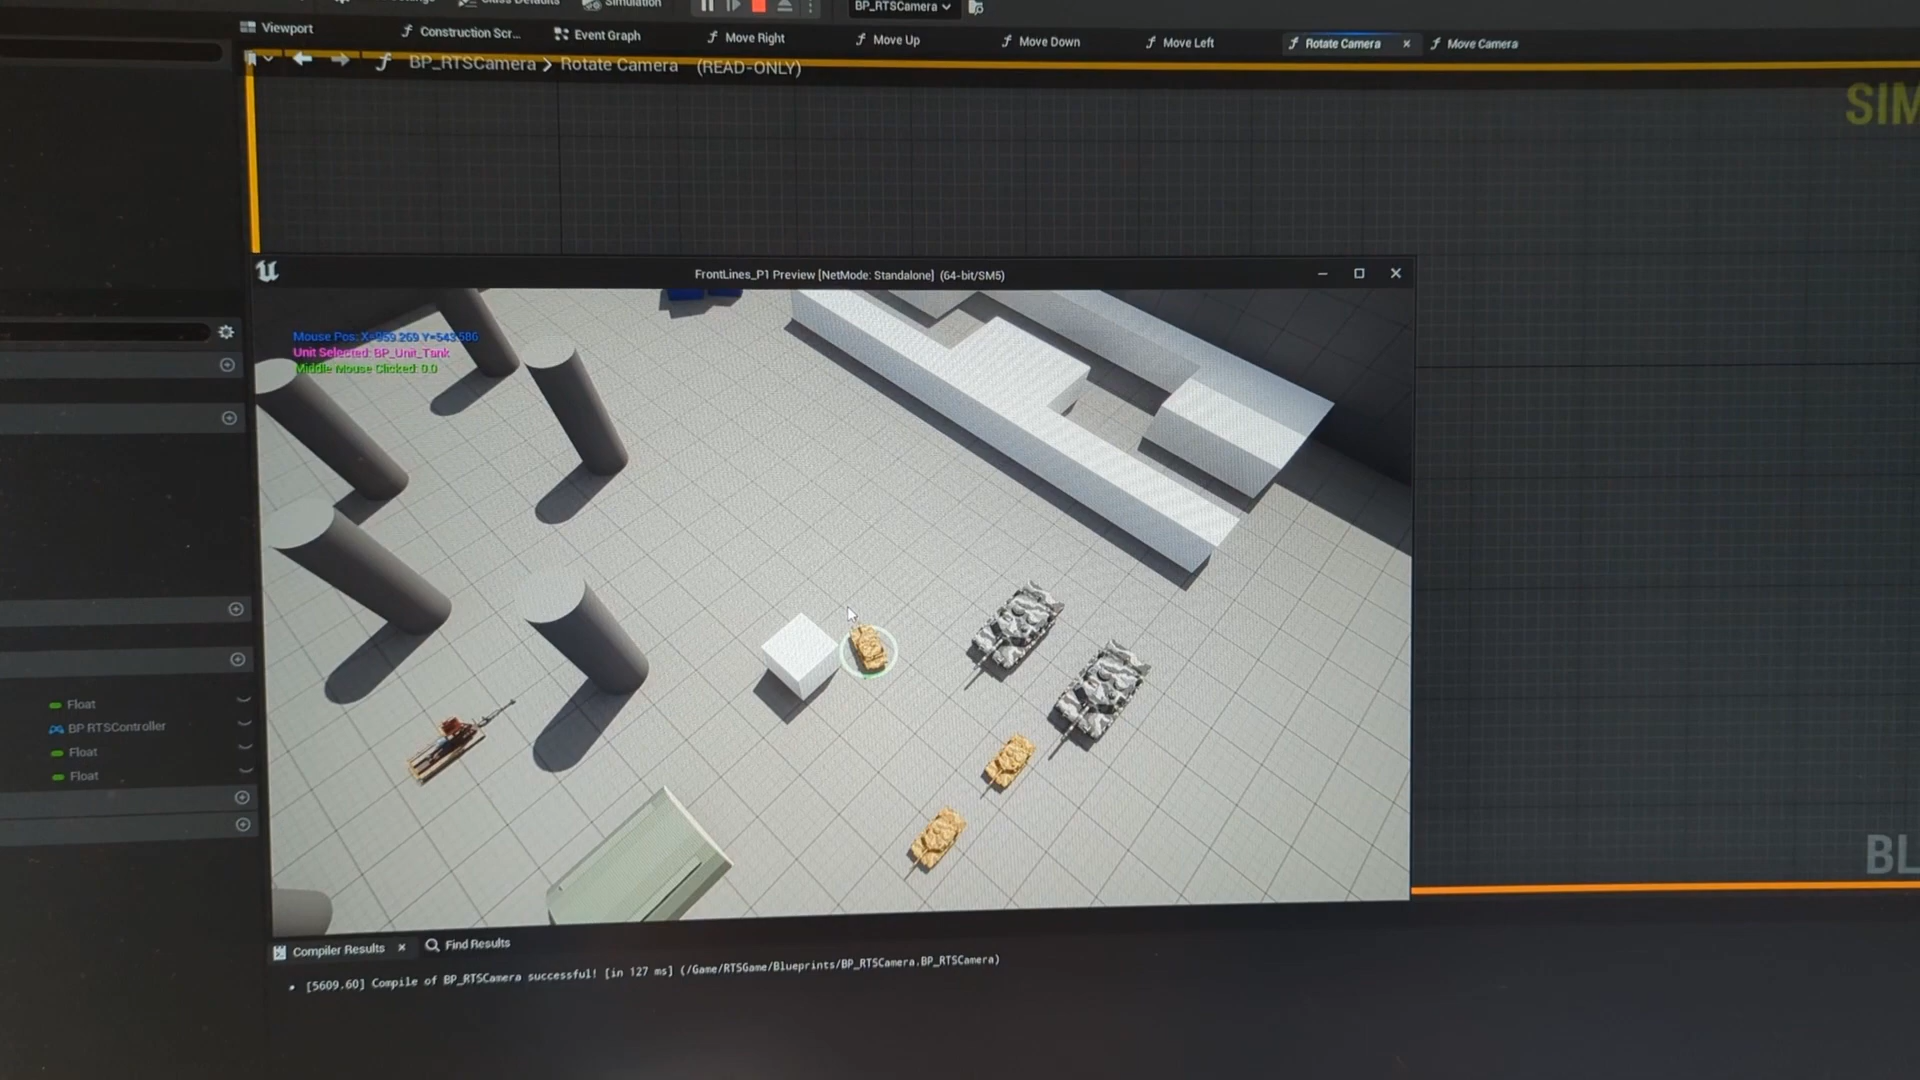 Class Defaults
Simulation
BP_RTSCamera
Viewport
Construction Scr...
Event Graph
Move Right
Move Up
Move Down
Move Left
Rotate Camera
Move Camera
BP_RTSCamera > Rotate Camera (READ-ONLY)
SIM
FrontLines_P1 Preview [NetMode: Standalone] (64-bit/SM5)
Unit Selected: BP_Unit_Tank
Middle Mouse Clicked: 0.0
Float
BP RTSController
Float
Float
BL
Compiler Results
Find Results
[5609.60] Compile of BP_RTSCamera successful! [in 127 ms] (/Game/RTSGame/Blueprints/BP_RTSCamera.BP_RTSCamera)